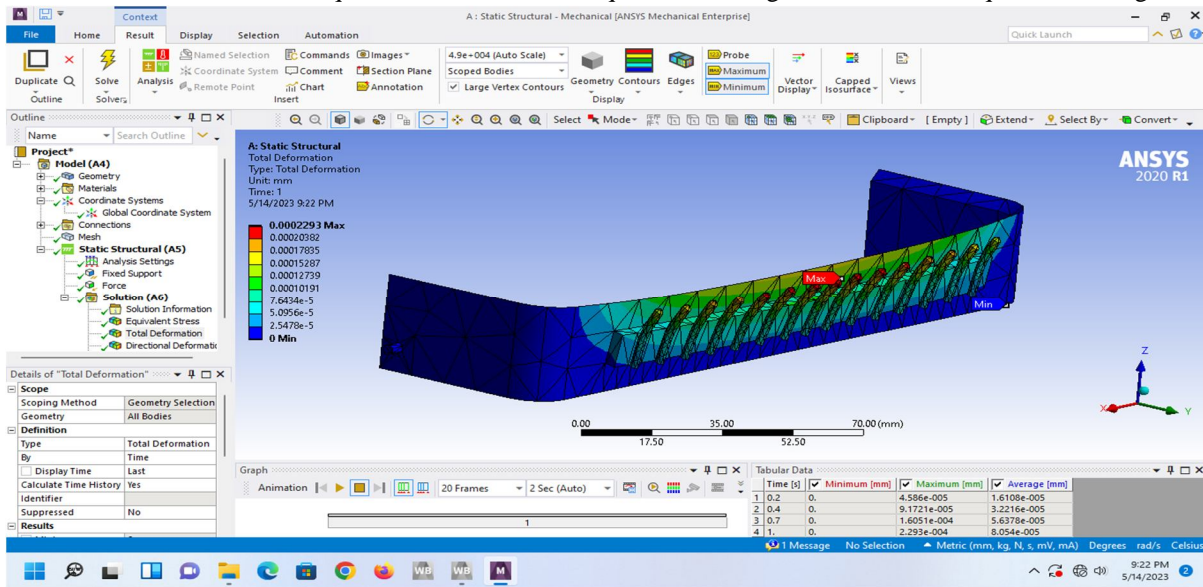 Context
A : Static Structural - Mechanical [ANSYS Mechanical Enterprise]
File Home Result Display Selection Automation
Quick Launch
Duplicate Q
Outline
Solve
Solver
Analysis
Named Selection
Coordinate System
Remote Point
Commands
Comment
Chart
Images
Section Plane
Annotation
Insert
4.9e+004 (Auto Scale)
Scoped Bodies
Large Vertex Contours
Geometry Contours Edges
Display
Probe
Maximum
Minimum
Vector Display
Capped Isosurface
Views
Outline
Name Search Outline
Select Mode Clipboard [ Empty ] Extend Select By Convert
Project*
Model (A4)
Geometry
Materials
Coordinate Systems
Global Coordinate System
Connections
Mesh
Static Structural (A5)
Analysis Settings
Fixed Support
Force
Solution (A6)
Solution Information
Equivalent Stress
Total Deformation
Directional Deformatio
A: Static Structural
Total Deformation
Type: Total Deformation
Unit: mm
Time: 1
5/14/2023 9:22 PM
0.0002293 Max
0.00020382
0.00017835
0.00015287
0.00012739
0.00010191
7.6434e-5
5.0956e-5
2.5478e-5
0 Min
ANSYS
2020 R1
Max
Min
Z
X
Y
0.00 35.00 70.00 (mm)
17.50 52.50
Details of "Total Deformation"
Scope
Scoping Method Geometry Selection
Geometry All Bodies
Definition
Type Total Deformation
By Time
Display Time Last
Calculate Time History Yes
Identifier
Suppressed No
Results
Graph
Animation 20 Frames 2 Sec (Auto)
1
Tabular Data
Time [s] Minimum [mm] Maximum [mm] Average [mm]
1 0.2 0. 4.586e-005 1.6108e-005
2 0.4 0. 9.1721e-005 3.2216e-005
3 0.7 0. 1.6051e-004 5.6378e-005
4 1. 0. 2.293e-004 8.054e-005
1 Message No Selection Metric (mm, kg, N, s, mV, mA) Degrees rad/s Celsius
WB WB M
9:22 PM
5/14/2023
2